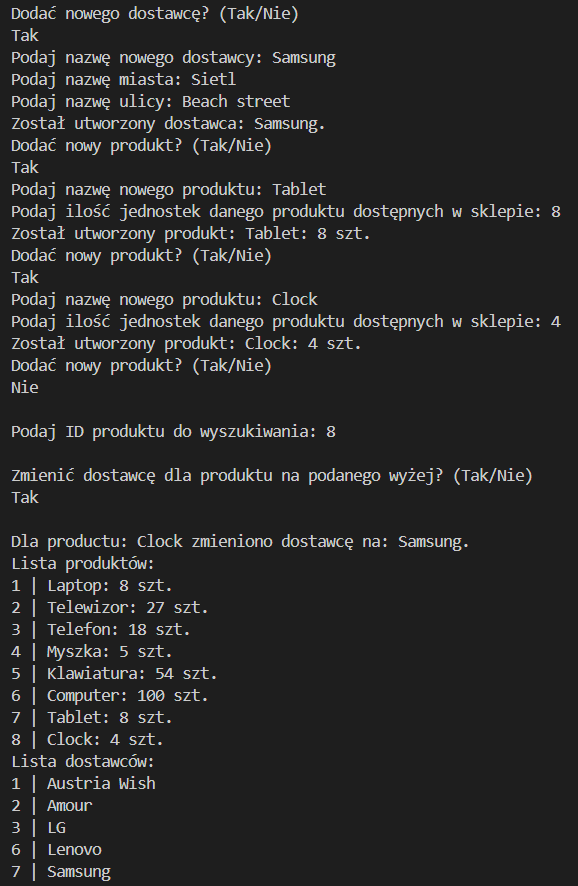 Dodać nowego dostawcę? (Tak/Nie)
Tak
Podaj nazwę nowego dostawcy: Samsung
Podaj nazwę miasta: Sietl
Podaj nazwę ulicy: Beach street
Został utworzony dostawca: Samsung.
Dodać nowy produkt? (Tak/Nie)
Tak
Podaj nazwę nowego produktu: Tablet
Podaj ilość jednostek danego produktu dostępnych w sklepie: 8
Został utworzony produkt: Tablet: 8 szt.
Dodać nowy produkt? (Tak/Nie)
Tak
Podaj nazwę nowego produktu: Clock
Podaj ilość jednostek danego produktu dostępnych w sklepie: 4
Został utworzony produkt: Clock: 4 szt.
Dodać nowy produkt? (Tak/Nie)
Nie
Podaj ID produktu do wyszukiwania: 8
Zmienić dostawcę dla produktu na podanego wyżej? (Tak/Nie)
Tak
Dla productu: Clock zmieniono dostawcę na: Samsung.
Lista produktów:
1 | Laptop: 8 szt.
2 | Telewizor: 27 szt.
3 | Telefon: 18 szt.
4 | Myszka: 5 szt.
5 | Klawiatura: 54 szt.
6 | Computer: 100 szt.
7 | Tablet: 8 szt.
8 | Clock: 4 szt.
Lista dostawców:
1 | Austria Wish
2 | Amour
3 | LG
6 | Lenovo
7 | Samsung